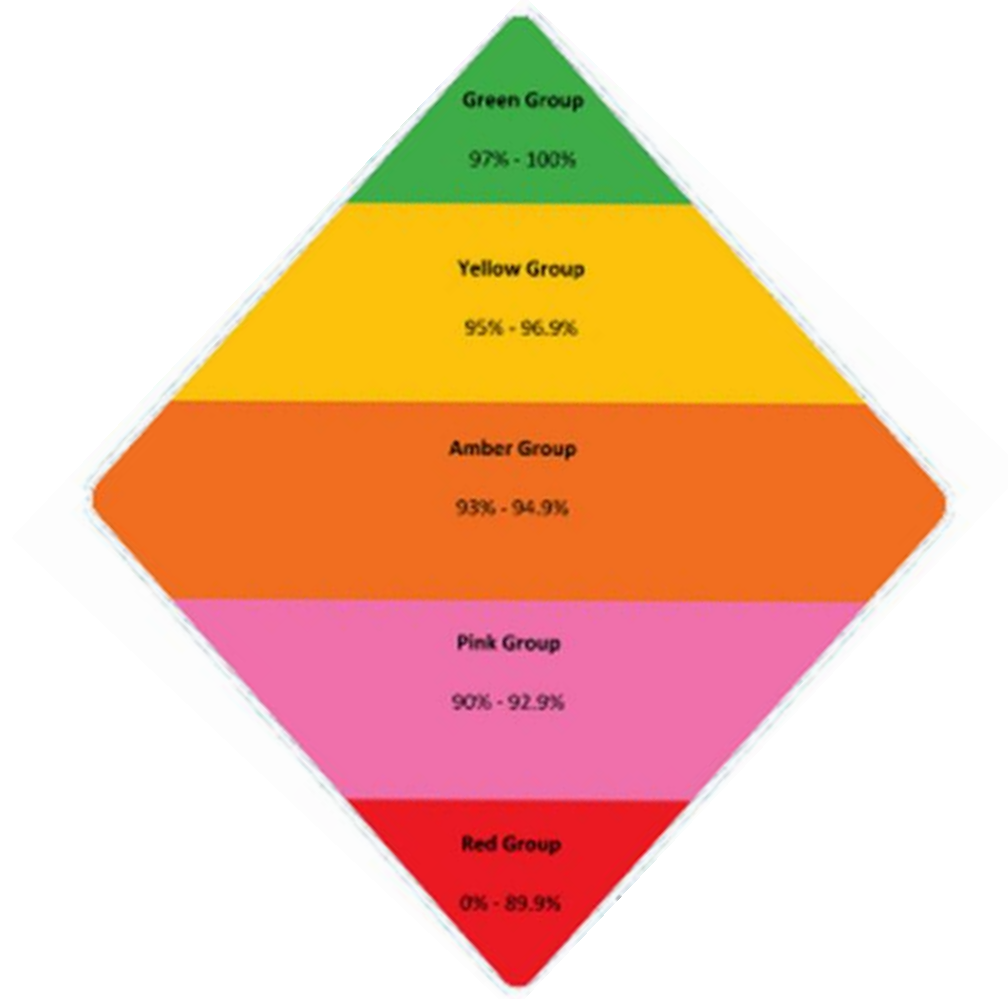 Green Group
97% - 100%
Yellow Group
95% - 96.9%
Amber Group
93% - 94.9%
Pink Group
90% - 92.9%
Red Group
0% - 89.9%